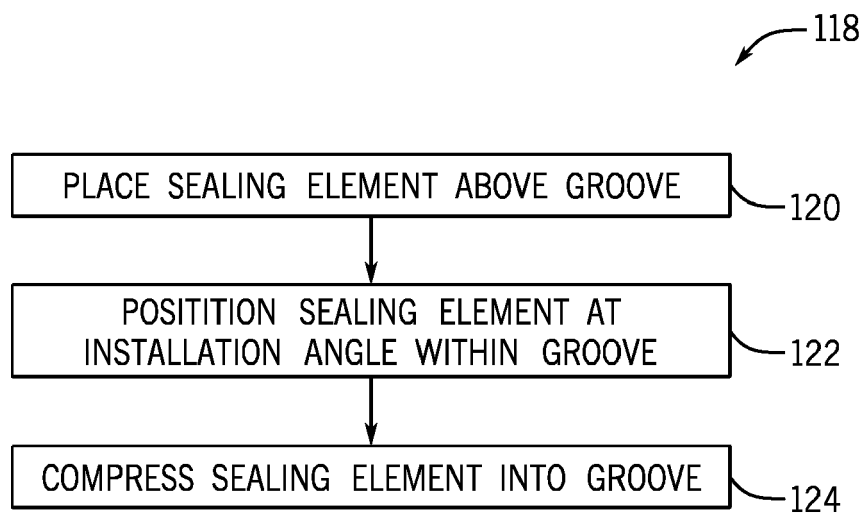 118
PLACE SEALING ELEMENT ABOVE GROOVE
120
POSITITION SEALING ELEMENT AT
INSTALLATION ANGLE WITHIN GROOVE
122
COMPRESS SEALING ELEMENT INTO GROOVE
124